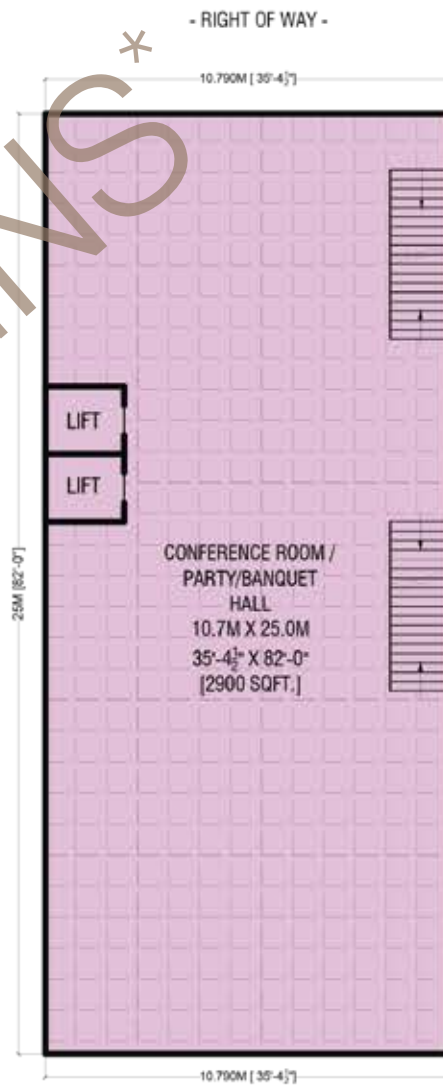 - RIGHT OF WAY -
10.790M [ 35'-4½"]
NS*
LIFT
LIFT
25M [82'-0"]
CONFERENCE ROOM /
PARTY/BANQUET
HALL
10.7M X 25.0M
35'-4½" X 82'-0"
[2900 SQFT.]
10.790M [ 35'-4½"]